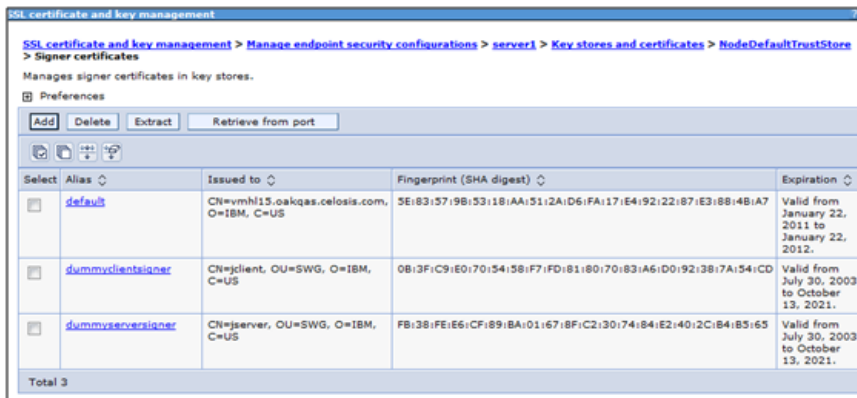 SSL certificate and key management
?
SSL certificate and key management > Manage endpoint security configurations > server1 > Key stores and certificates > NodeDefaultTrustStore
> Signer certificates
Manages signer certificates in key stores.
Preferences
Add Delete Extract Retrieve from port
Select Alias Issued to Fingerprint (SHA digest) Expiration
default CN=vmhl15.oakqas.celosis.com, 5E:83:57:9B:53:18:AA:51:2A:D6:FA:17:E4:92:22:87:E3:88:4B:A7 Valid from
O=IBM, C=US January 22,
2011 to
January 22,
2012.
dummyclientsigner CN=jclient, OU=SWG, O=IBM, 0B:3F:C9:E0:70:54:58:F7:FD:81:80:70:83:A6:D0:92:38:7A:54:CD Valid from
C=US July 30, 2003
to October
13, 2021.
dummyserversigner CN=jserver, OU=SWG, O=IBM, FB:38:FE:E6:CF:89:BA:01:67:8F:C2:30:74:84:E2:40:2C:B4:B5:65 Valid from
C=US July 30, 2003
to October
13, 2021.
Total 3